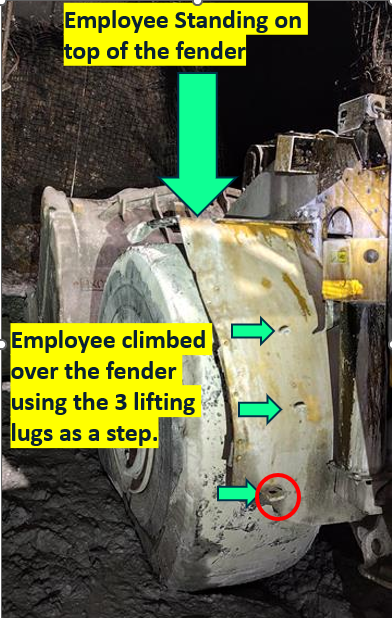 Employee Standing on
top of the fender
Employee climbed
over the fender
using the 3 lifting
lugs as a step.